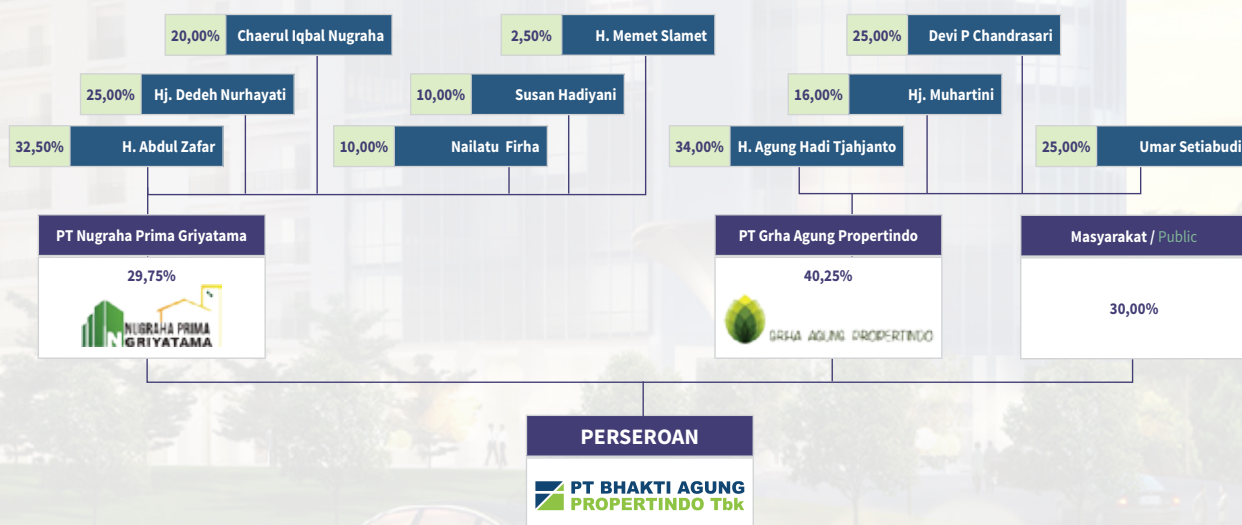 20,00% Chaerul Iqbal Nugraha
2,50% H. Memet Slamet
25,00% Devi P Chandrasari
25,00% Hj. Dedeh Nurhayati
10,00% Susan Hadiyani
16,00% Hj. Muhartini
32,50% H. Abdul Zafar
10,00% Nailatu Firha
34,00% H. Agung Hadi Tjahjanto
25,00% Umar Setiabudi
PT Nugraha Prima Griyatama
29,75%
NUGRAHA PRIMA
GRIYATAMA
PT Grha Agung Propertindo
40,25%
GRHA AGUNG PROPERTINDO
Masyarakat / Public
30,00%
PERSEROAN
PT BHAKTI AGUNG
PROPERTINDO Tbk